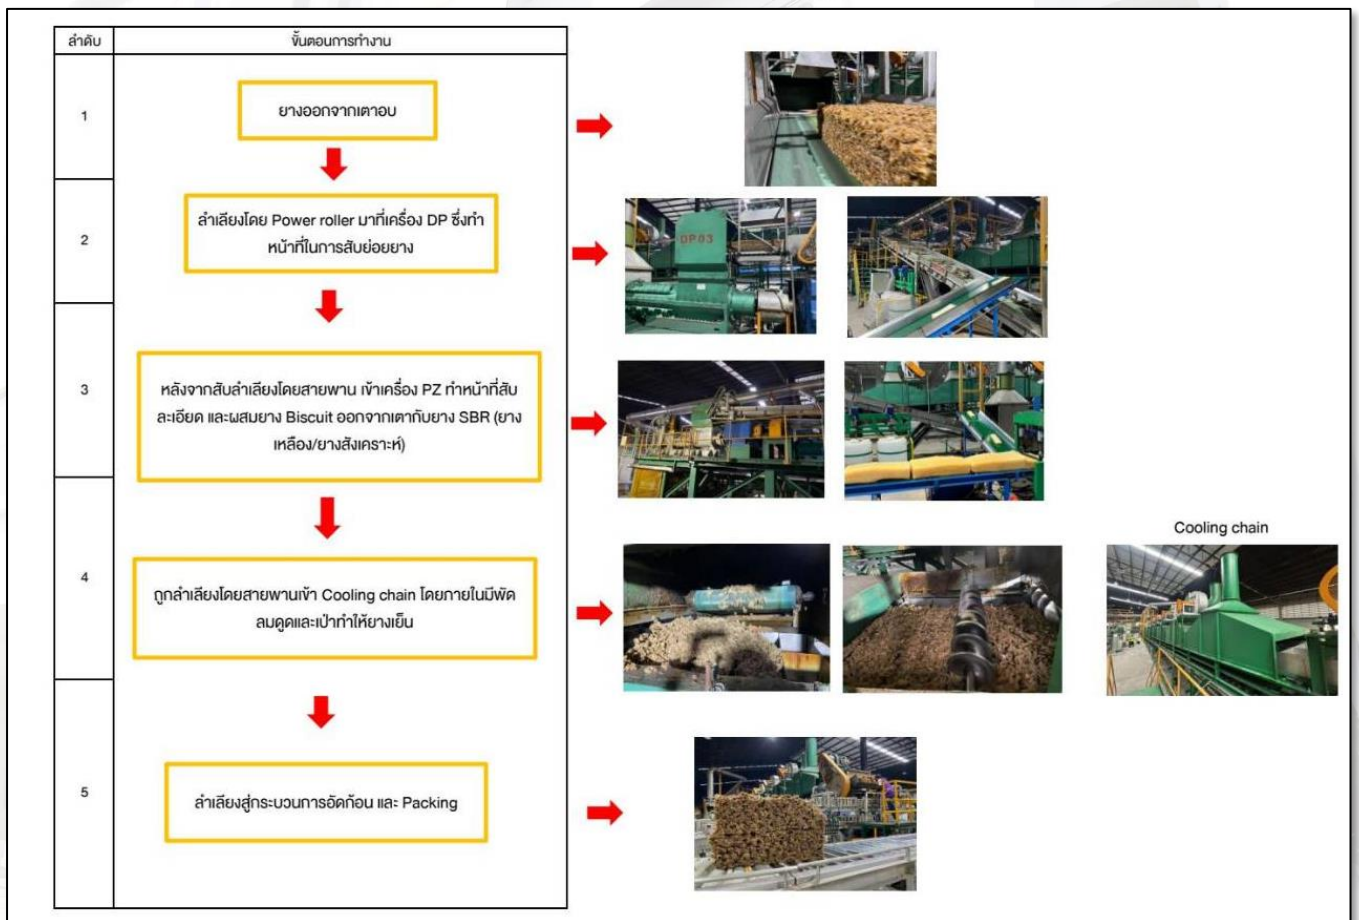 ลำดับ
ขั้นตอนการทำงาน
1
ยางออกจากเตาอบ
2
ลำเลียงโดย Power roller มาที่เครื่อง DP ซึ่งทำ
หน้าที่ในการสับย่อยยาง
DP03
3
หลังจากสับลำเลียงโดยสายพาน เข้าเครื่อง PZ ทำหน้าที่สับ
ละเอียด และผสมยาง Biscuit ออกจากเตากับยาง SBR (ยาง
เหลือง/ยางสังเคราะห์)
4
ถูกลำเลียงโดยสายพานเข้า Cooling chain โดยภายในมีพัด
ลมดูดและเป่าทำให้ยางเย็น
Cooling chain
5
ลำเลียงสู่กระบวนการอัดก้อน และ Packing